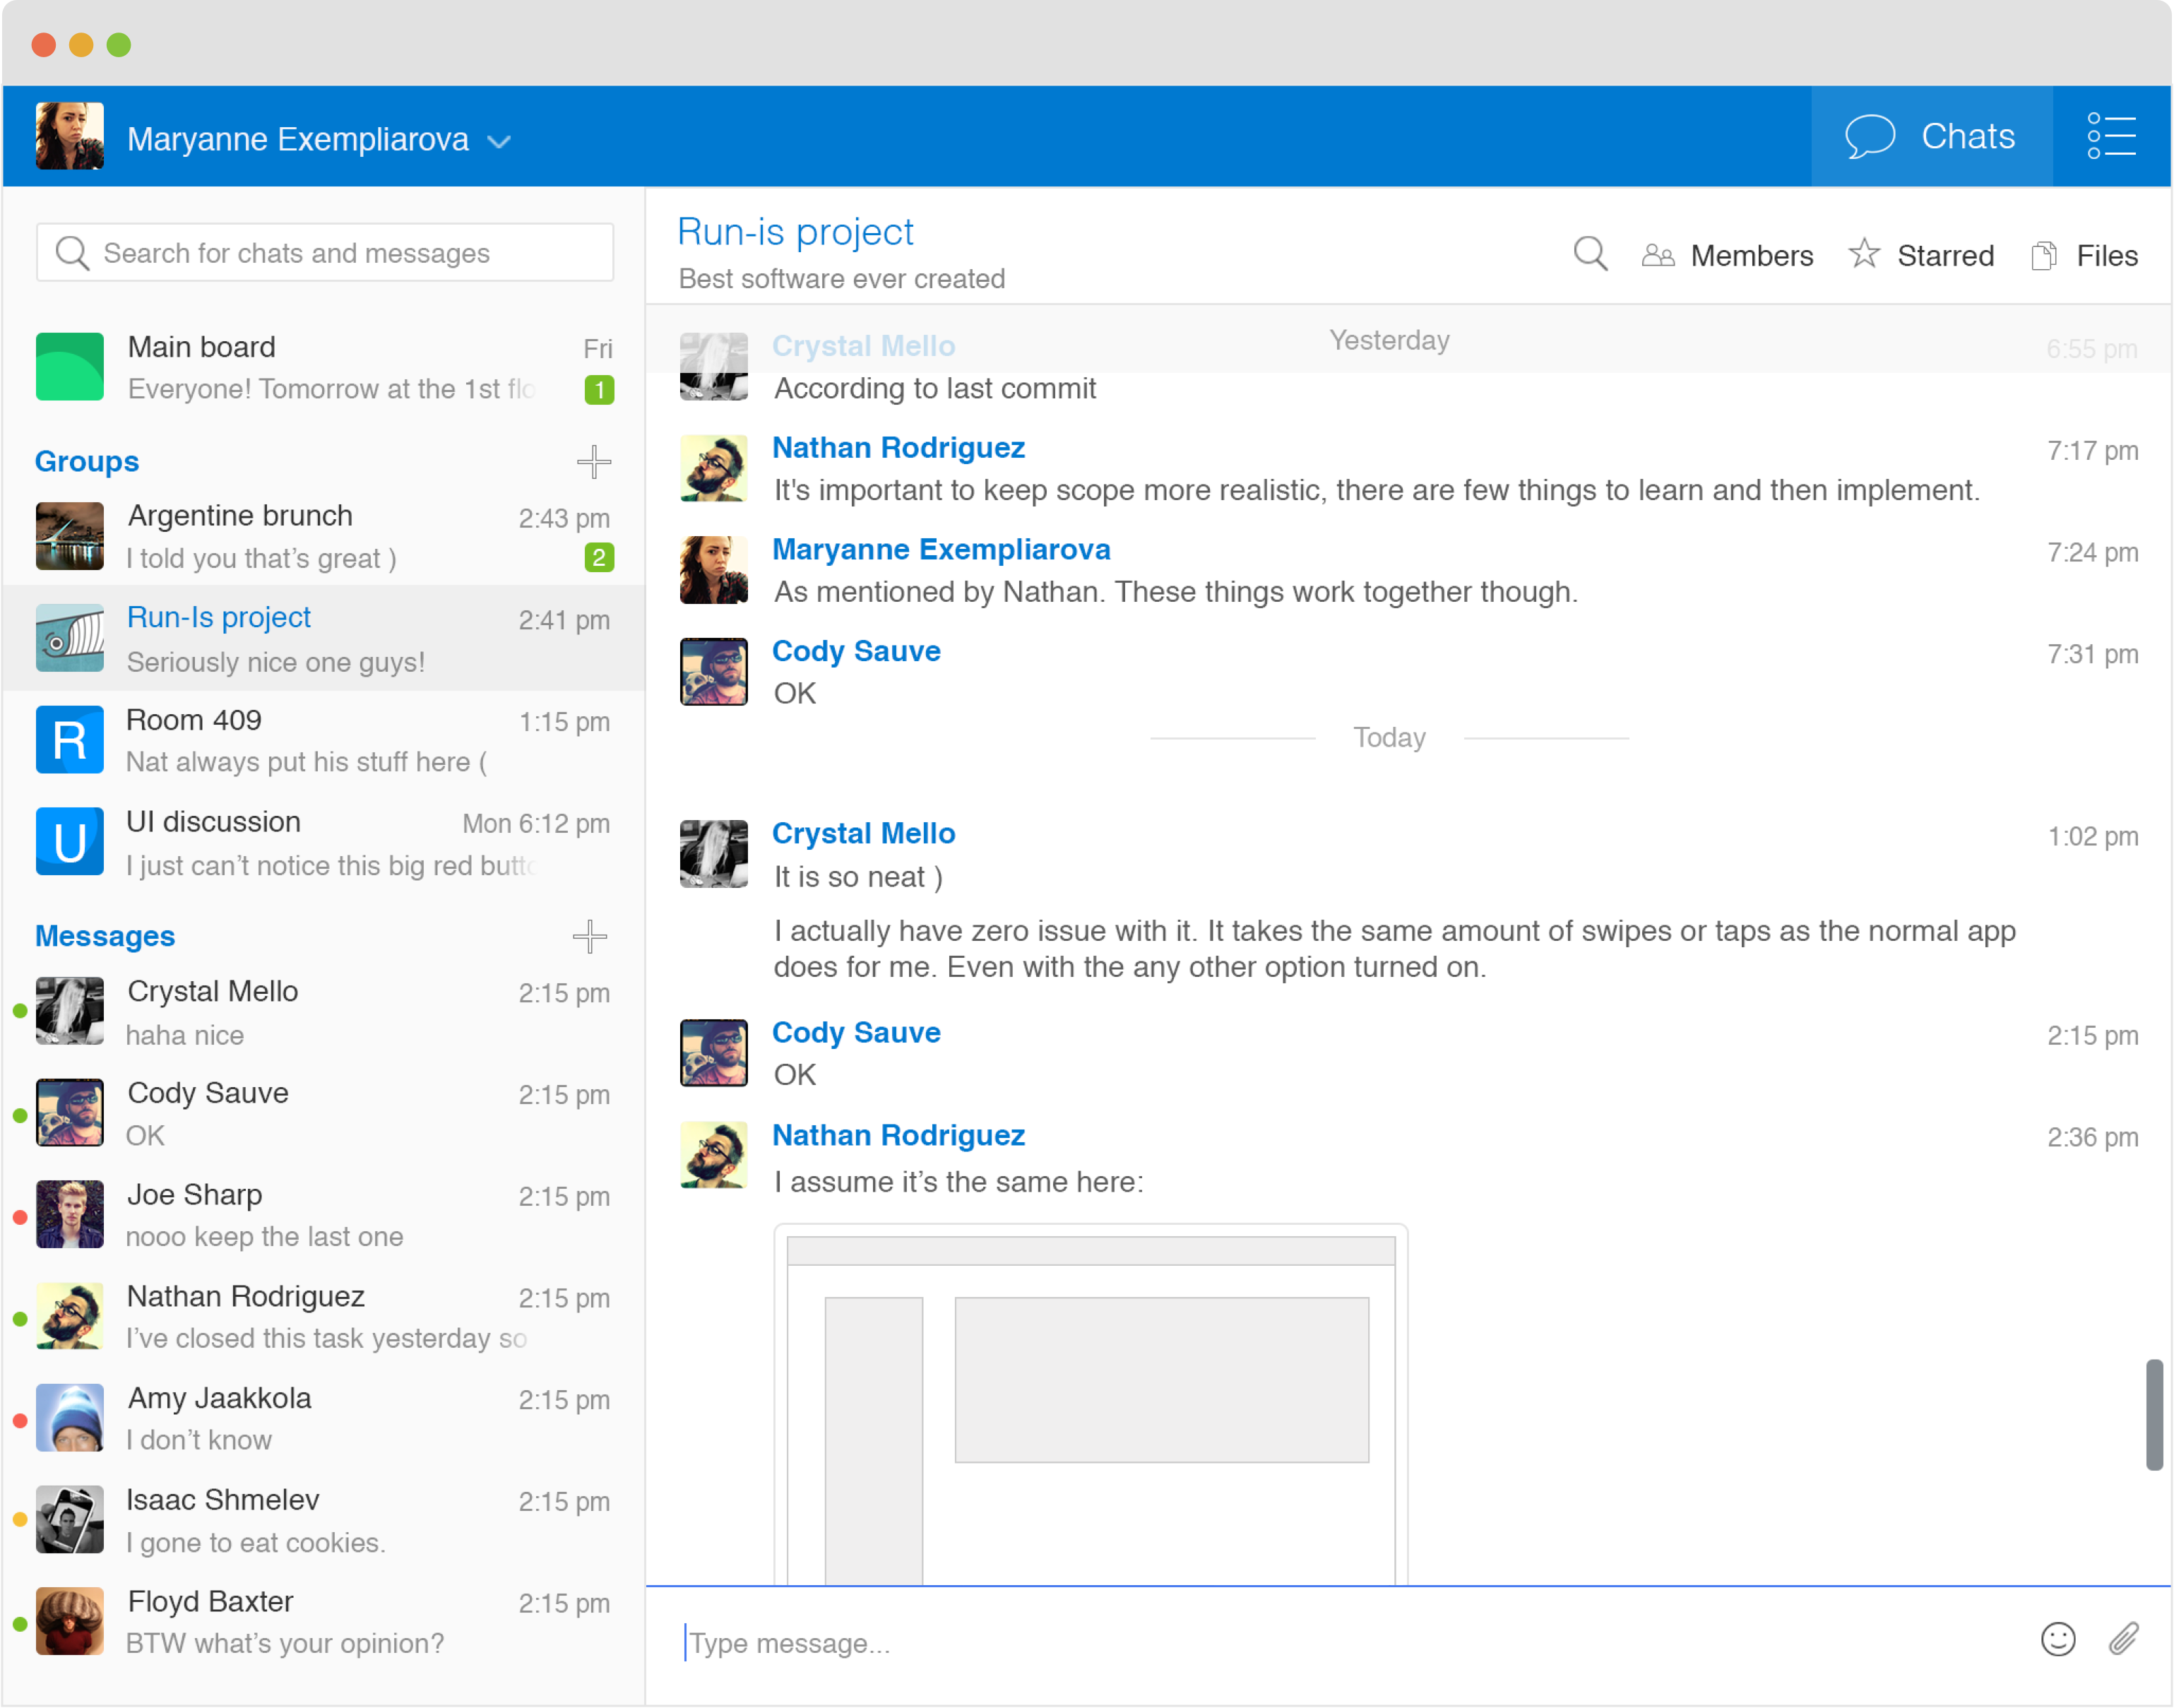 Maryanne Exempliarova
Chats
Search for chats and messages
Main board
Fri
Everyone! Tomorrow at the 1st flo
1
Groups
Argentine brunch
2:43 pm
I told you that’s great )
2
Run-Is project
2:41 pm
Seriously nice one guys!
R
Room 409
1:15 pm
Nat always put his stuff here (
U
UI discussion
Mon 6:12 pm
I just can’t notice this big red butto
Messages
Crystal Mello
2:15 pm
haha nice
Cody Sauve
2:15 pm
OK
Joe Sharp
2:15 pm
nooo keep the last one
Nathan Rodriguez
2:15 pm
I’ve closed this task yesterday so
Amy Jaakkola
2:15 pm
I don’t know
Isaac Shmelev
2:15 pm
I gone to eat cookies.
Floyd Baxter
2:15 pm
BTW what’s your opinion?
Run-is project
Best software ever created
Members
Starred
Files
Yesterday
Crystal Mello
6:55 pm
According to last commit
Nathan Rodriguez
7:17 pm
It's important to keep scope more realistic, there are few things to learn and then implement.
Maryanne Exempliarova
7:24 pm
As mentioned by Nathan. These things work together though.
Cody Sauve
7:31 pm
OK
Today
Crystal Mello
1:02 pm
It is so neat )
I actually have zero issue with it. It takes the same amount of swipes or taps as the normal app
does for me. Even with the any other option turned on.
Cody Sauve
2:15 pm
OK
Nathan Rodriguez
2:36 pm
I assume it’s the same here:
Type message...